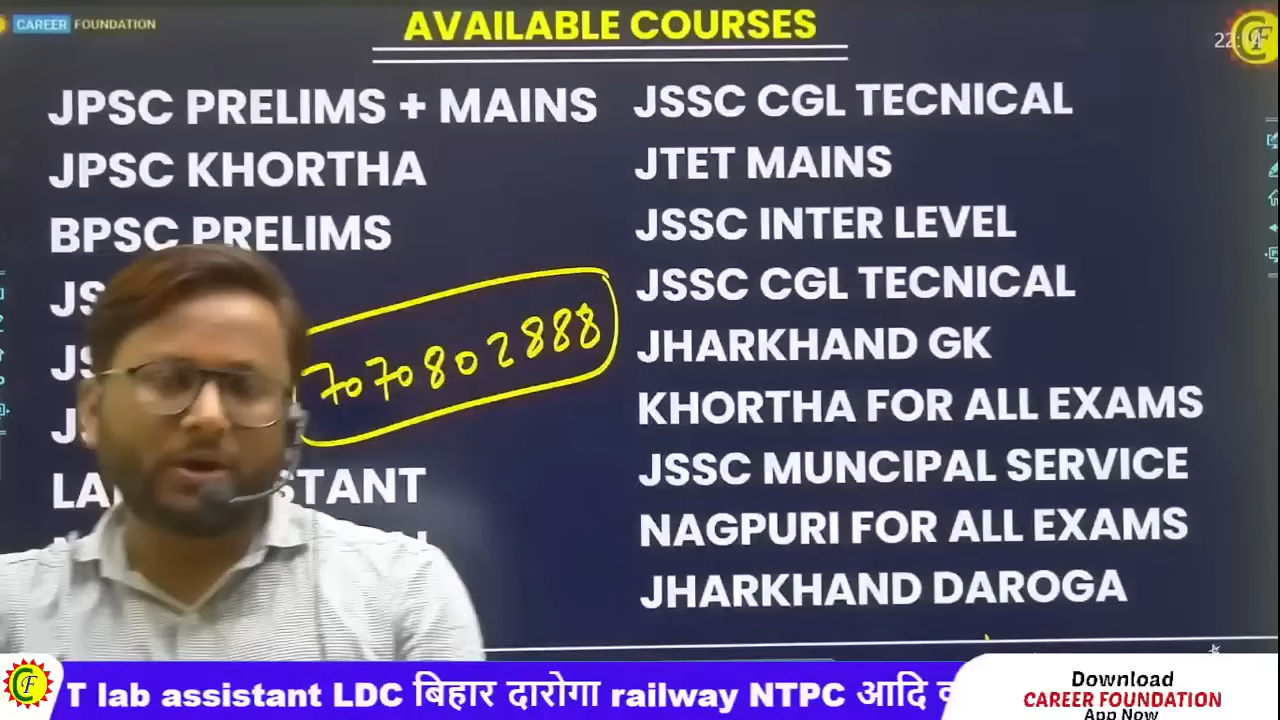 CAREER FOUNDATION
AVAILABLE COURSES
JPSC PRELIMS + MAINS
JPSC KHORTHA
BPSC PRELIMS
7070802888
JSSC CGL TECNICAL
JTET MAINS
JSSC INTER LEVEL
JSSC CGL TECNICAL
JHARKHAND GK
KHORTHA FOR ALL EXAMS
JSSC MUNCIPAL SERVICE
NAGPURI FOR ALL EXAMS
JHARKHAND DAROGA
T lab assistant LDC बिहार दारोगा railway NTPC आदि
Download
CAREER FOUNDATION
App Now